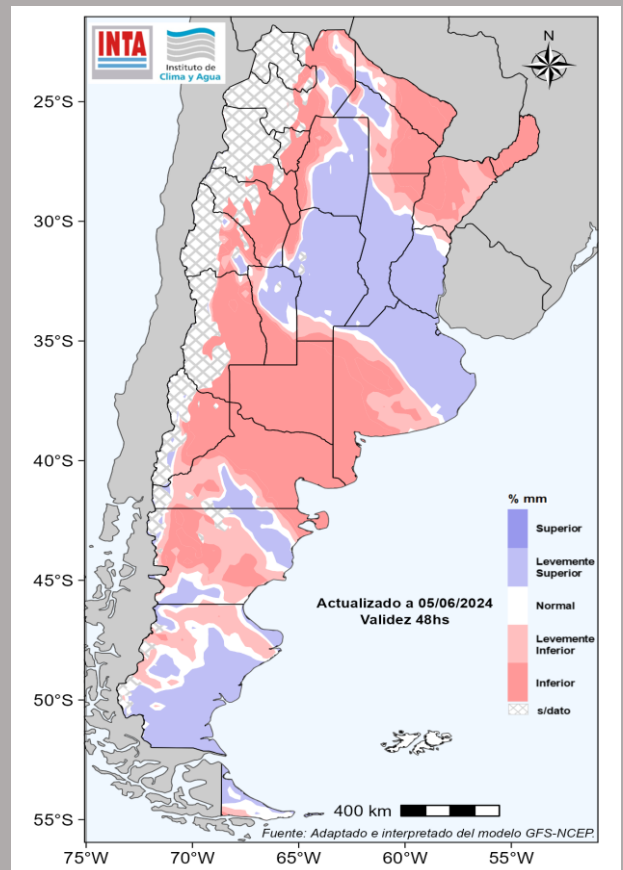 INTA
Instituto de
Clima y Agua
N
25°S
30°S
35°S
40°S
45°S
50°S
55°S
% mm
Superior
Levemente
Superior
Normal
Levemente
Inferior
Inferior
s/dato
Actualizado a 05/06/2024
Validez 48hs
400 km
Fuente: Adaptado e interpretado del modelo GFS-NCEP.
75°W
70°W
65°W
60°W
55°W